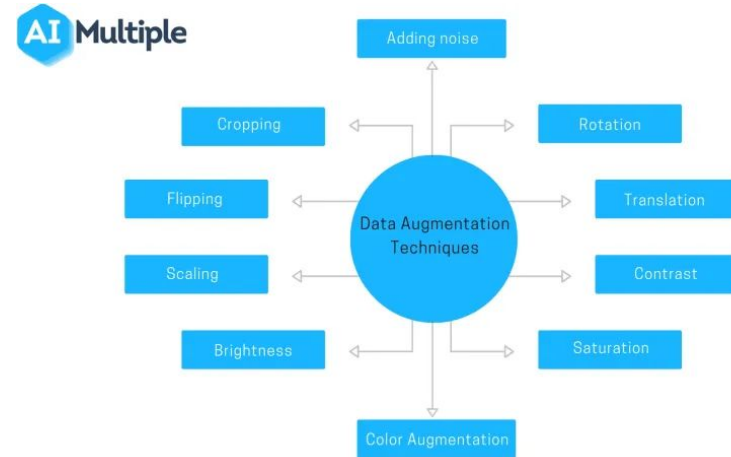 AI Multiple
Adding noise
Cropping
Rotation
Flipping
Translation
Data Augmentation
Techniques
Scaling
Contrast
Brightness
Saturation
Color Augmentation